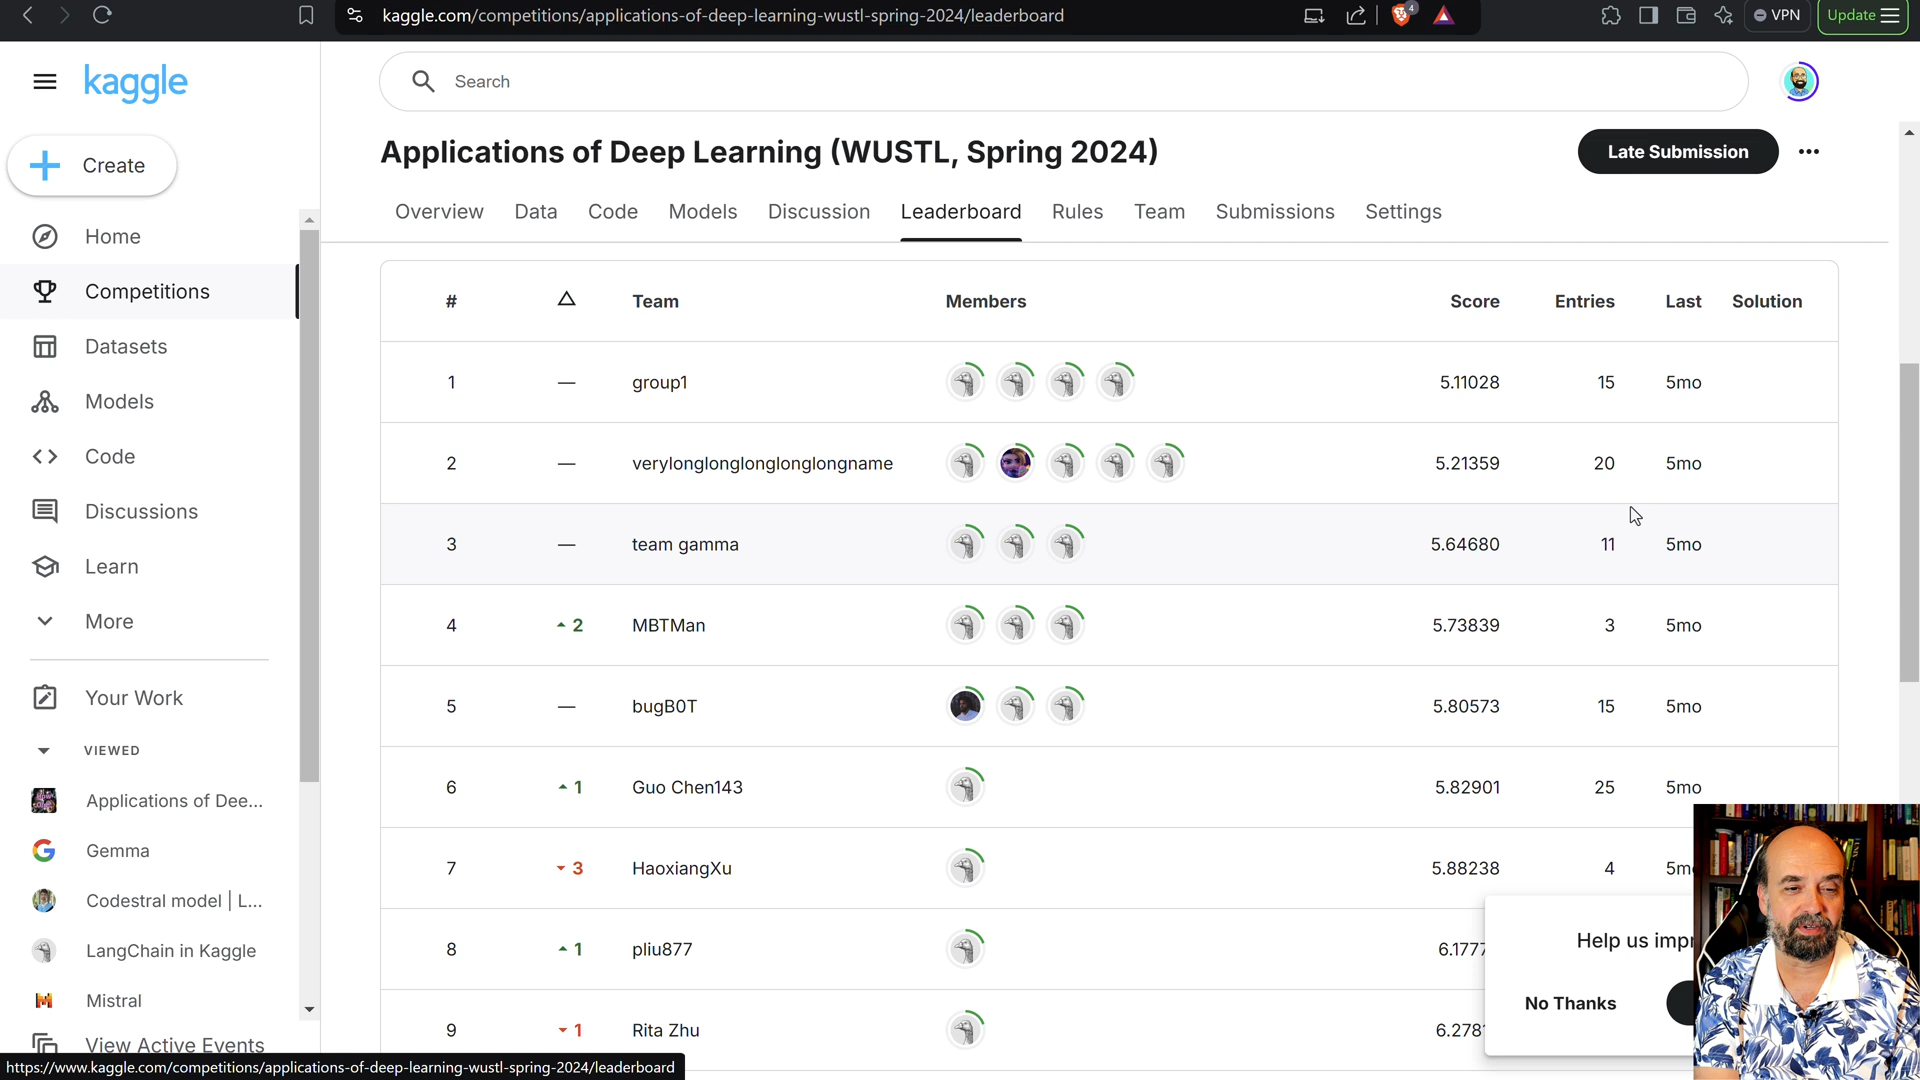 kaggle.com/competitions/applications-of-deep-learning-wustl-spring-2024/leaderboard
4
VPN
Update
kaggle
Search
Create
Applications of Deep Learning (WUSTL, Spring 2024)
Late Submission
Overview Data Code Models Discussion Leaderboard Rules Team Submissions Settings
Home
Competitions
Datasets
Models
Code
Discussions
Learn
More
Your Work
VIEWED
Applications of Dee...
Gemma
Codestral model | L...
LangChain in Kaggle
Mistral
View Active Events
# Team Members Score Entries Last Solution
1 — group1 5.11028 15 5mo
2 — verylonglonglonglonglongname 5.21359 20 5mo
3 — team gamma 5.64680 11 5mo
4 2 MBTMan 5.73839 3 5mo
5 — bugB0T 5.80573 15 5mo
6 1 Guo Chen143 5.82901 25 5mo
7 3 HaoxiangXu 5.88238 4 5mo
8 1 pliu877 6.1777
9 1 Rita Zhu 6.278
Help us impr
No Thanks
https://www.kaggle.com/competitions/applications-of-deep-learning-wustl-spring-2024/leaderboard